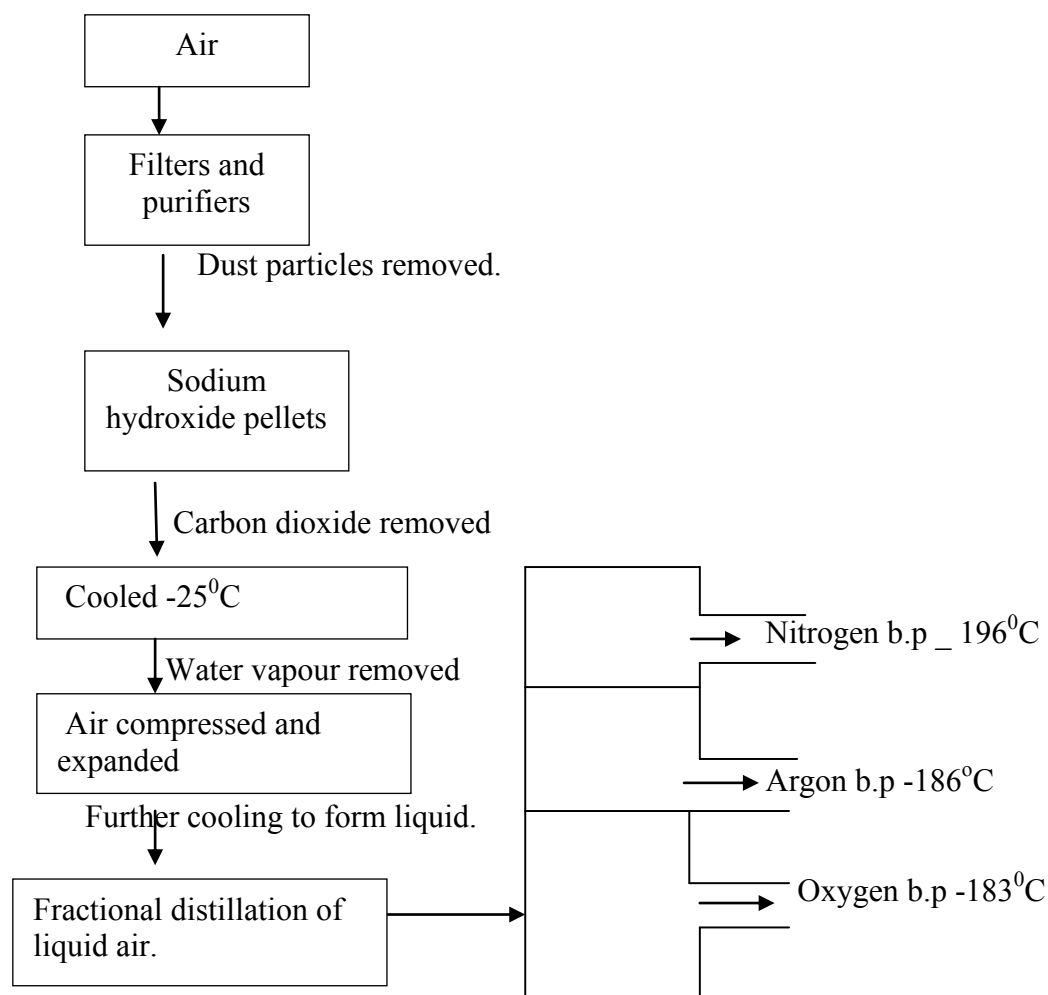 Air
Filters and
purifiers
Dust particles removed.
Sodium
hydroxide pellets
Carbon dioxide removed
Cooled -25⁰C
Water vapour removed
Air compressed and
expanded
Further cooling to form liquid.
Fractional distillation of
liquid air.
Nitrogen b.p _ 196⁰C
Argon b.p -186ᵒC
Oxygen b.p -183⁰C